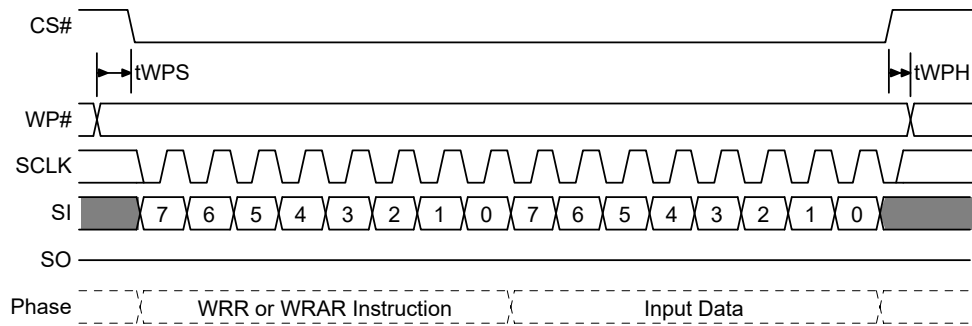 CS#
tWPS
tWPH
WP#
SCLK
SI 7 6 5 4 3 2 1 0 7 6 5 4 3 2 1 0
SO
Phase WRR or WRAR Instruction Input Data